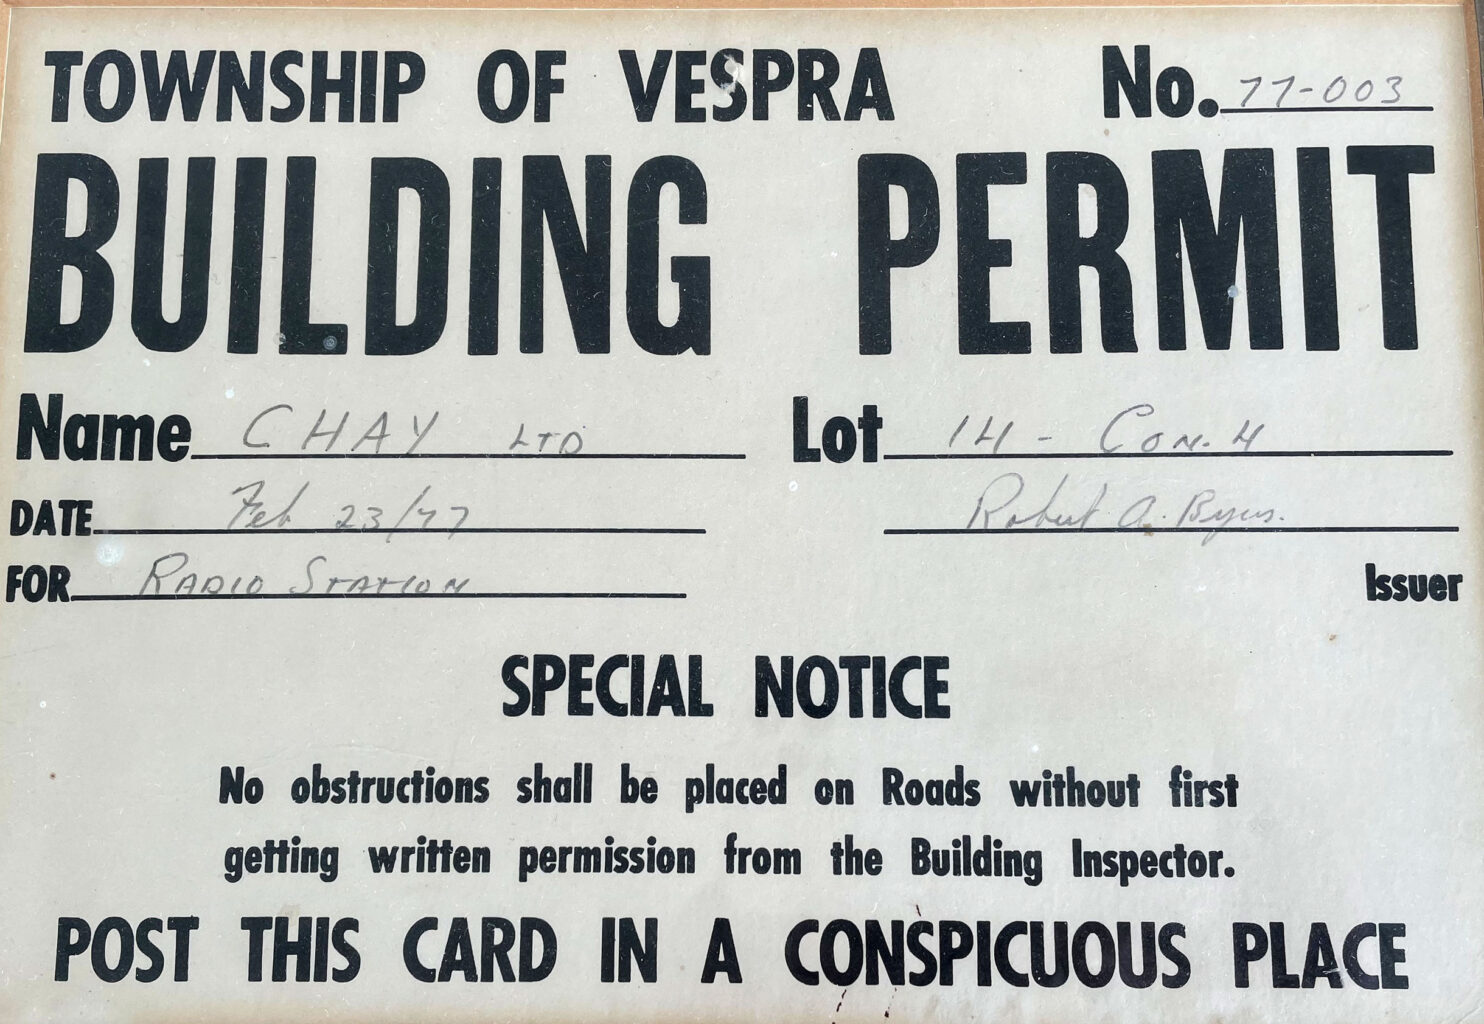 TOWNSHIP OF VESPRA No. 77-003
BUILDING PERMIT
Name CHAY LTD Lot 14 - Con. 4
DATE Feb 23/77 Robert A. Byers.
FOR RADIO STATION Issuer
SPECIAL NOTICE
No obstructions shall be placed on Roads without first
getting written permission from the Building Inspector.
POST THIS CARD IN A CONSPICUOUS PLACE